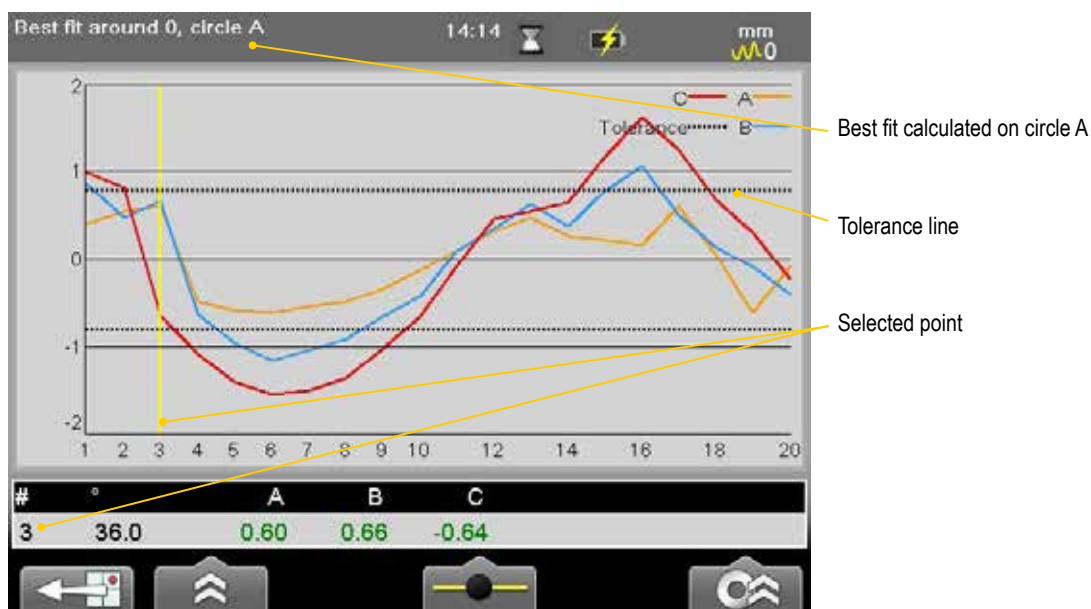 Best fit around 0, circle A 14:14 mm
0
2
C A
Tolerance B
1
0
-1
-2
1 2 3 4 5 6 7 8 9 10 12 14 16 18 20
# ° A B C
3 36.0 0.60 0.66 -0.64
Best fit calculated on circle A
Tolerance line
Selected point